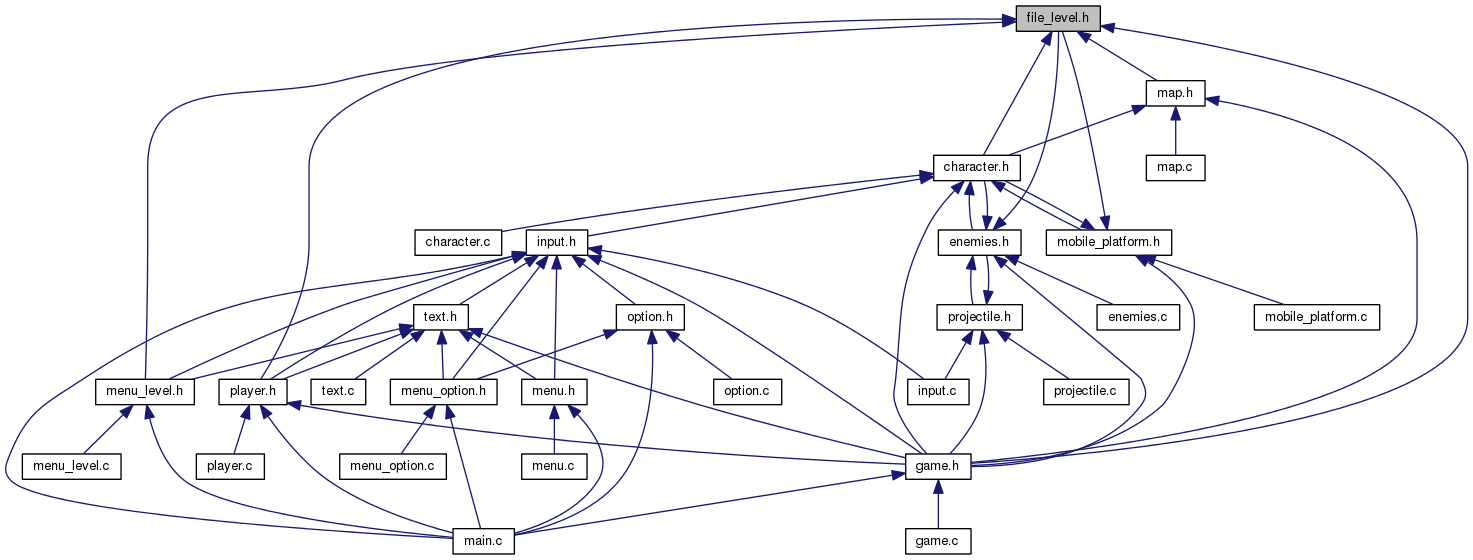 file_level.h
map.h
character.h
map.c
character.c
input.h
enemies.h
mobile_platform.h
text.h
option.h
projectile.h
enemies.c
mobile_platform.c
menu_level.h
player.h
text.c
menu_option.h
menu.h
option.c
input.c
projectile.c
menu_level.c
player.c
menu_option.c
menu.c
game.h
main.c
game.c